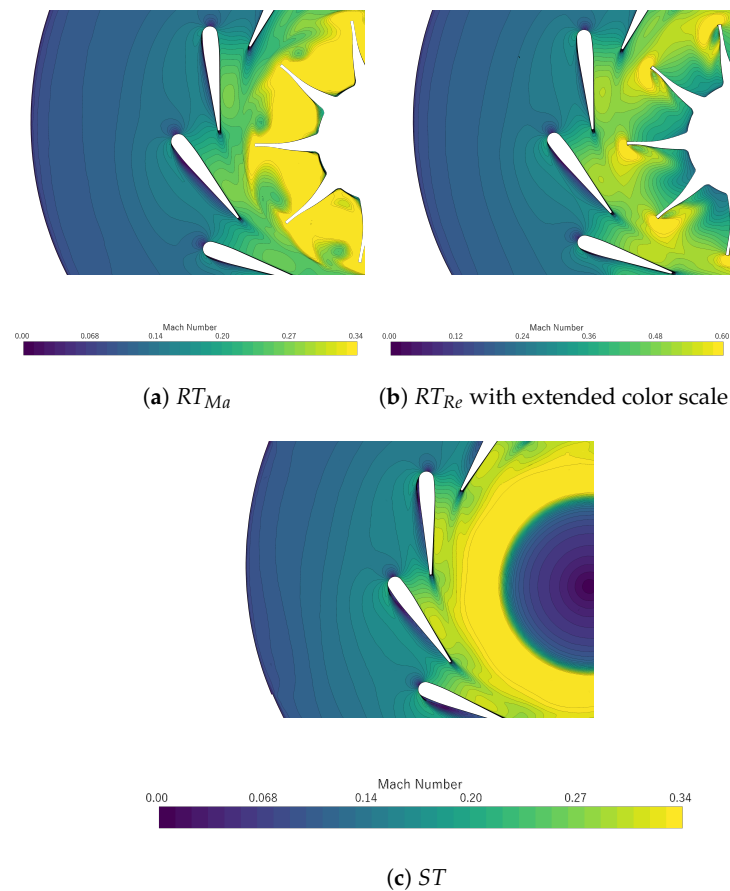 Mach Number
0.00 0.068 0.14 0.20 0.27 0.34
Mach Number
0.00 0.12 0.24 0.36 0.48 0.60
(a) RT_Ma
(b) RT_Re with extended color scale
Mach Number
0.00 0.068 0.14 0.20 0.27 0.34
(c) ST